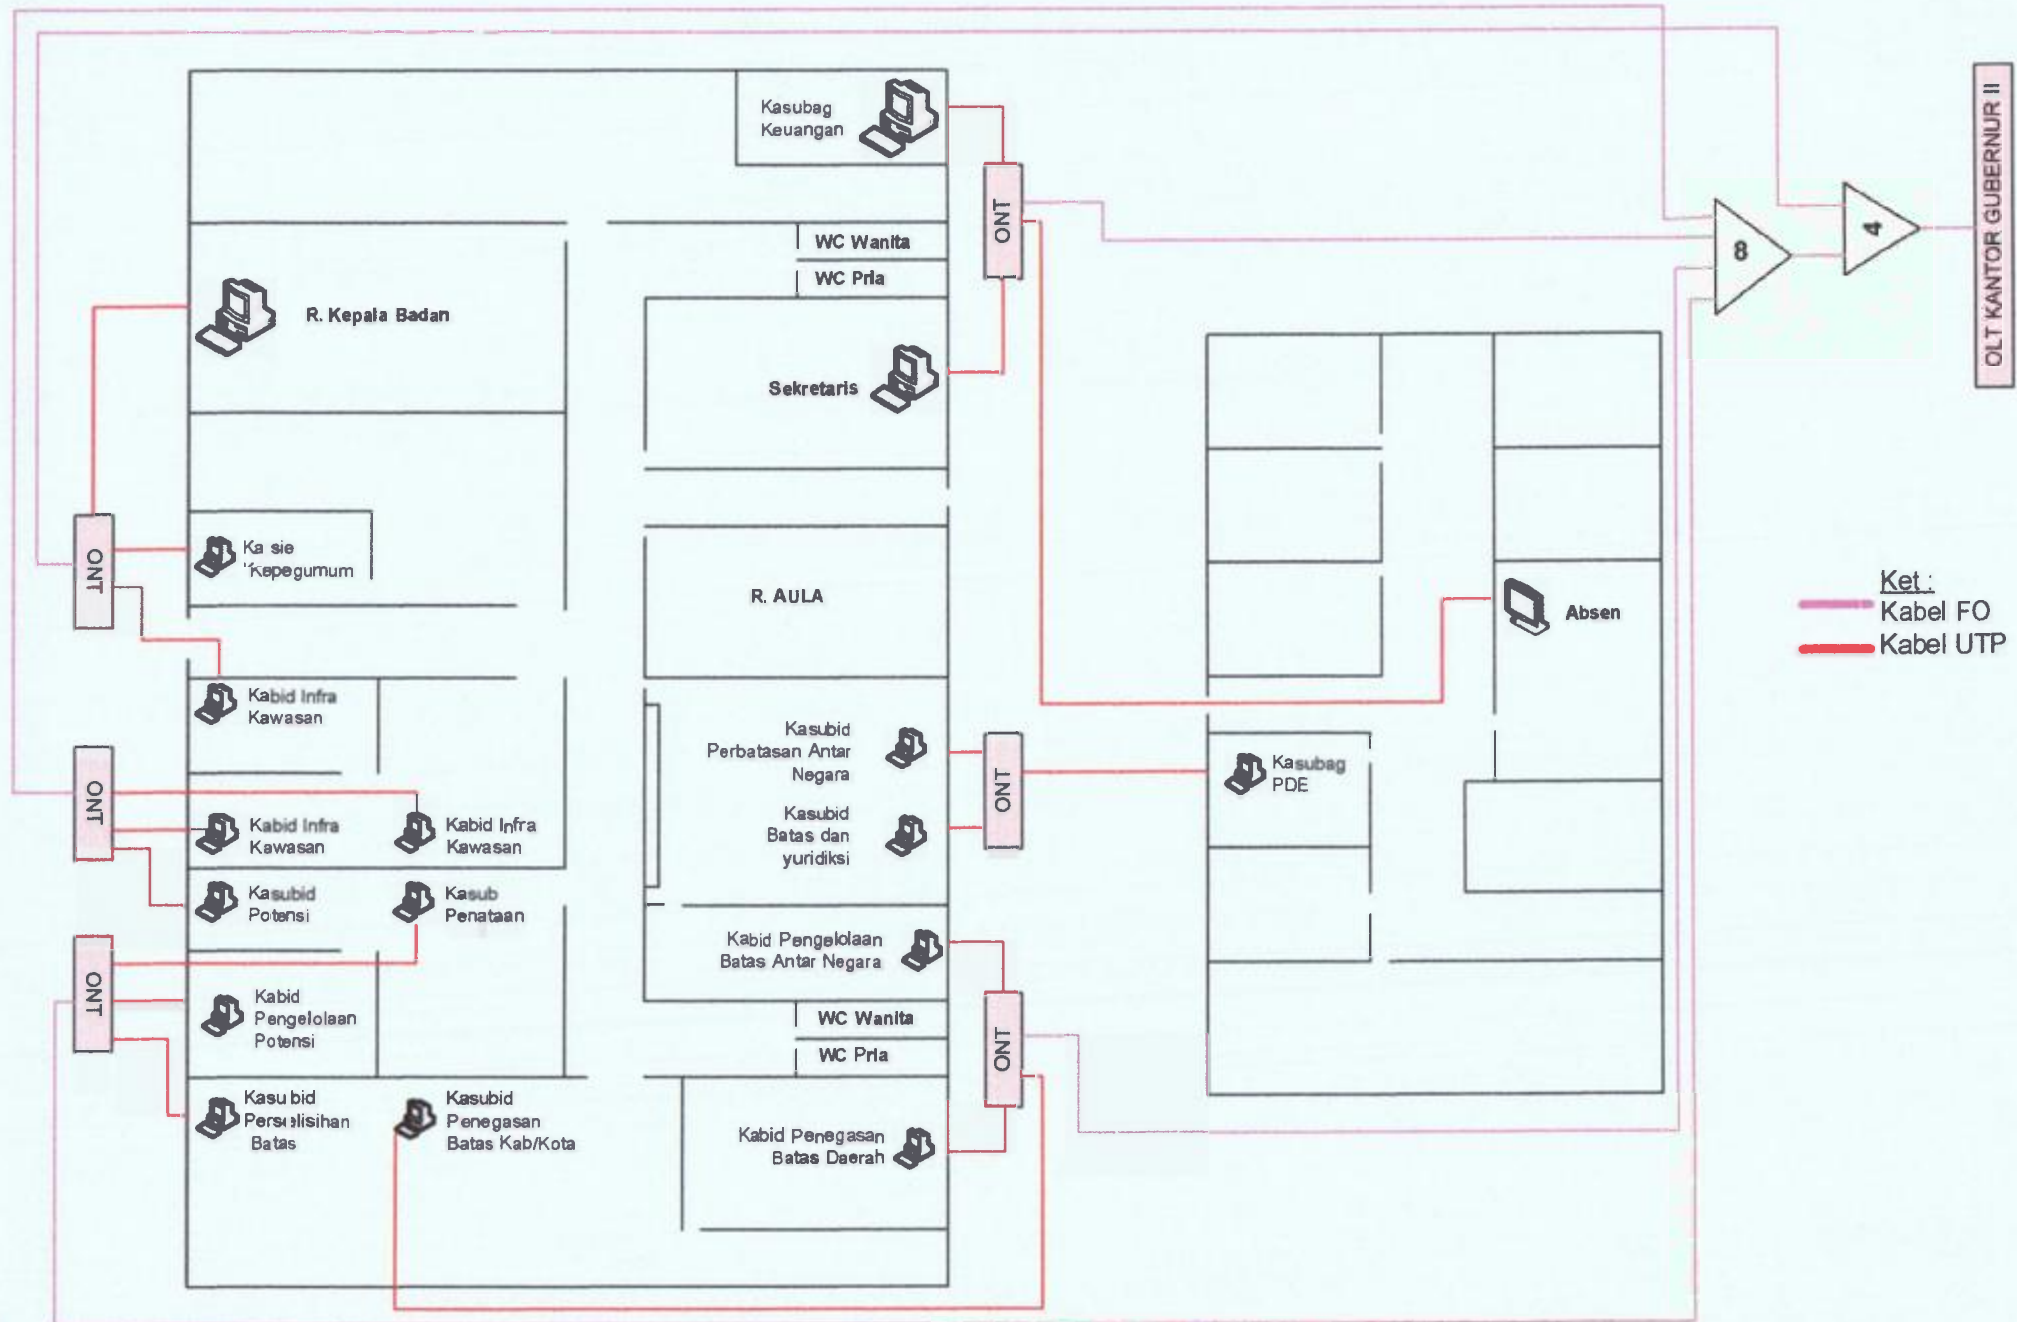 Kasubag
Keuangan
ONT
WC Wanita
WC Pria
R. Kepala Badan
Sekretaris
8
4
OLT KANTOR GUBERNUR II
ONT
Ka sie
Kepegumum
R. AULA
Absen
Ket :
Kabel FO
Kabel UTP
Kabid Infra
Kawasan
Kasubid
Perbatasan Antar
Negara
ONT
Kasubag
PDE
ONT
Kabid Infra
Kawasan
Kabid Infra
Kawasan
Kasubid
Batas dan
yuridiksi
Kasubid
Potensi
Kasub
Penataan
Kabid Pengelolaan
Batas Antar Negara
ONT
Kabid
Pengelolaan
Potensi
WC Wanita
WC Pria
ONT
Kasubid
Perselisihan
Batas
Kasubid
Penegasan
Batas Kab/Kota
Kabid Penegasan
Batas Daerah